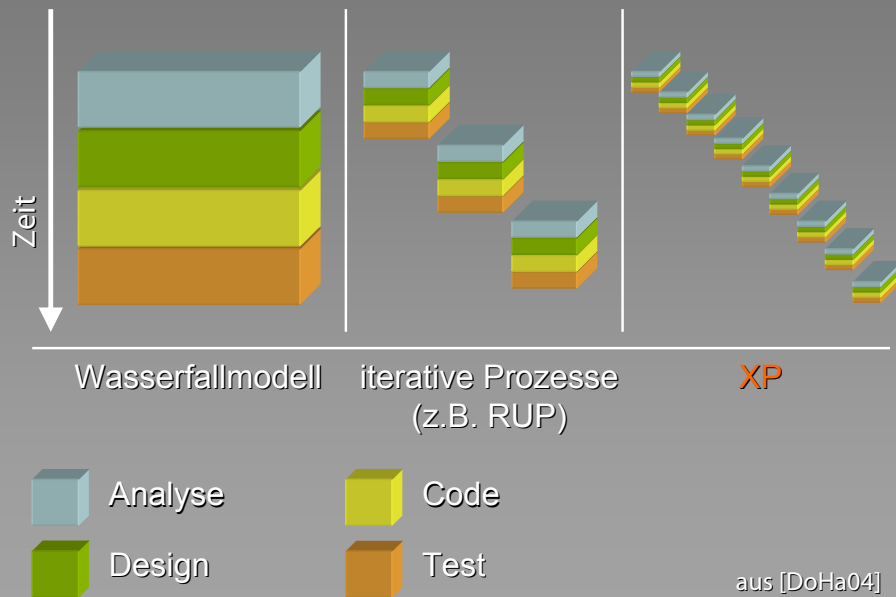 Zeit
Wasserfallmodell
iterative Prozesse
(z.B. RUP)
XP
Analyse
Code
Design
Test
aus [DoHa04]